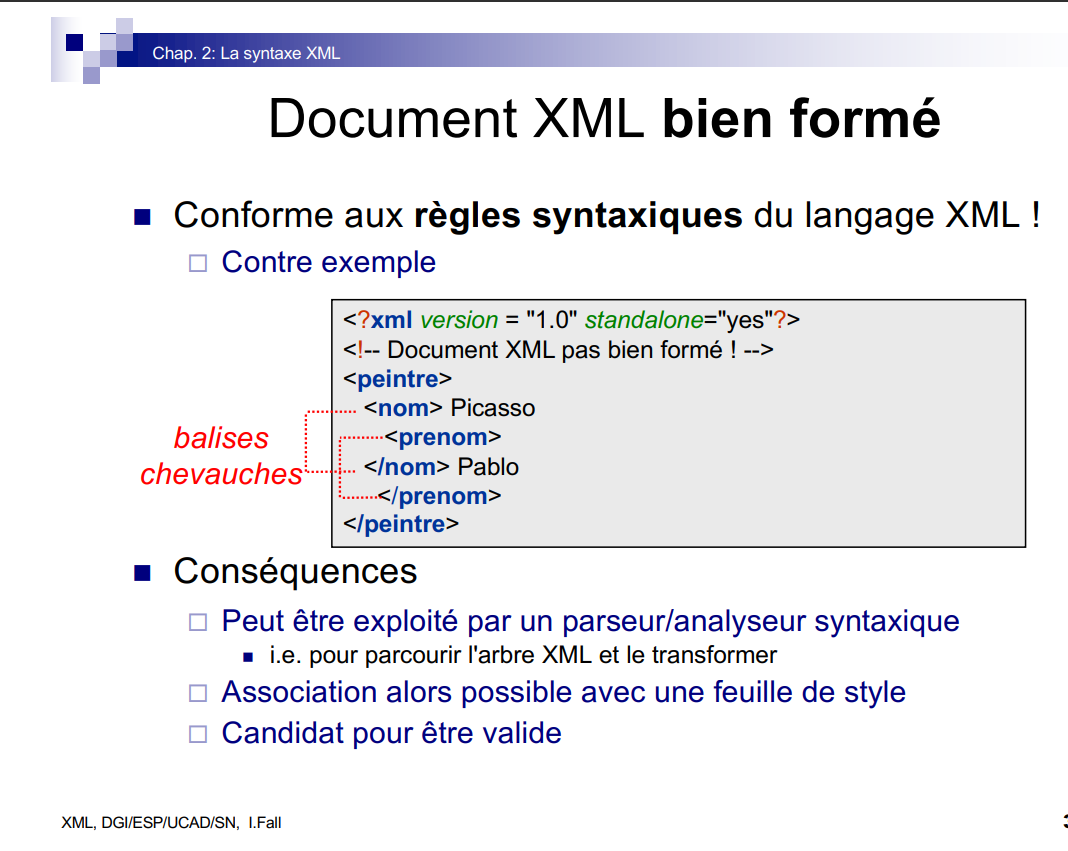 Chap. 2: La syntaxe XML
Document XML bien formé
Conforme aux règles syntaxiques du langage XML !
Contre exemple
<?xml version = "1.0" standalone="yes"?>
<!-- Document XML pas bien formé ! -->
<peintre>
<nom> Picasso
<prenom>
</nom> Pablo
</prenom>
</peintre>
balises
chevauches
Conséquences
Peut être exploité par un parseur/analyseur syntaxique
i.e. pour parcourir l'arbre XML et le transformer
Association alors possible avec une feuille de style
Candidat pour être valide
XML, DGI/ESP/UCAD/SN, I.Fall